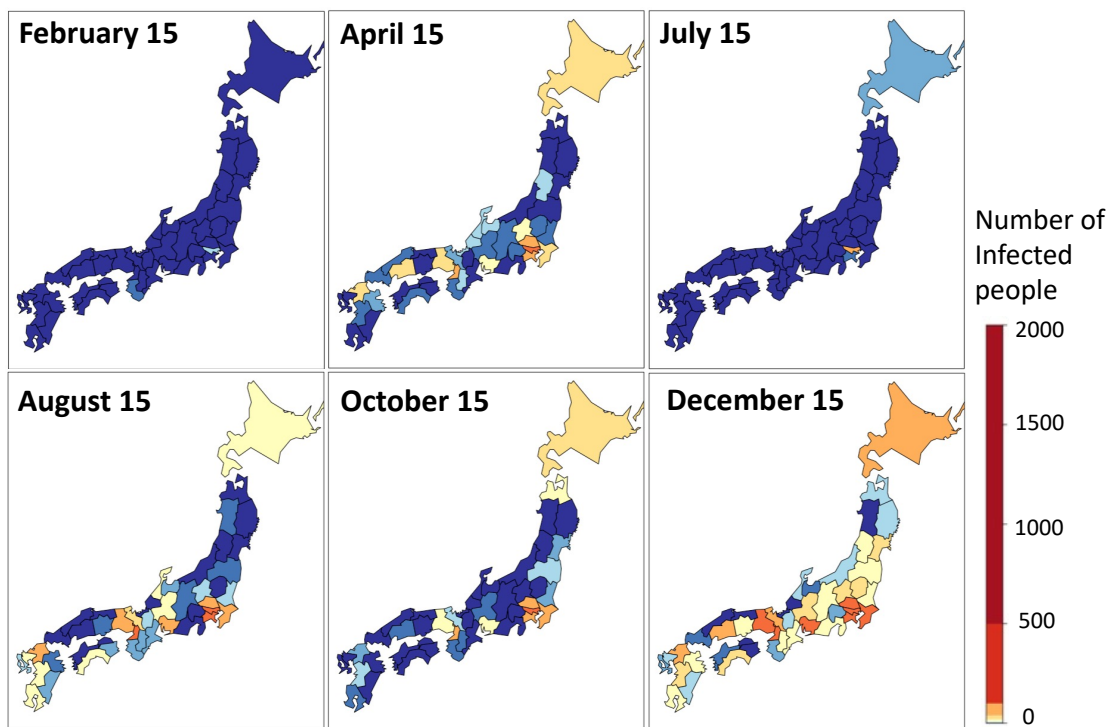 February 15
April 15
July 15
August 15
October 15
December 15
Number of
Infected
people
2000
1500
1000
500
0